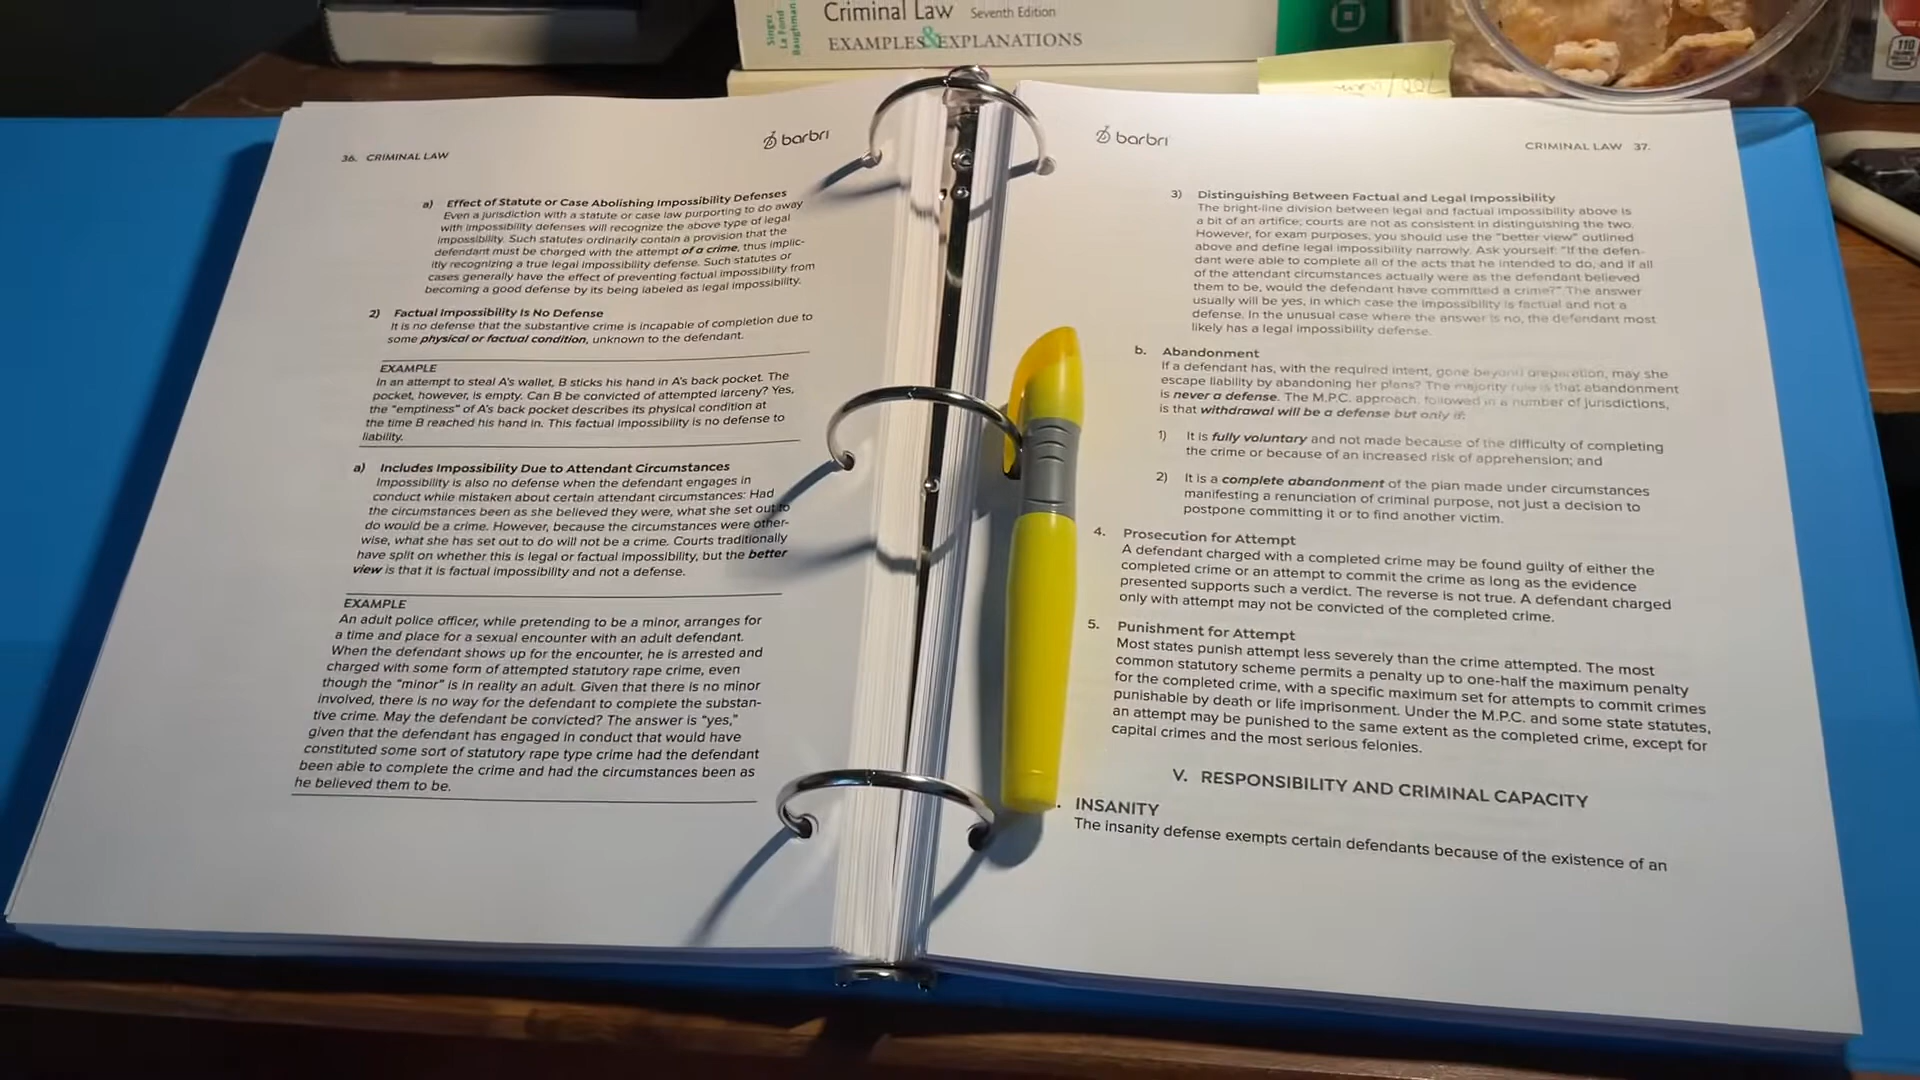 Singer
La Fond
Baughman
Criminal Law Seventh Edition
EXAMPLES & EXPLANATIONS
110
barbri
36. CRIMINAL LAW
a) Effect of Statute or Case Abolishing Impossibility Defenses
Even a jurisdiction with a statute or case law purporting to do away
with impossibility defenses will recognize the above type of legal
impossibility. Such statutes ordinarily contain a provision that the
defendant must be charged with the attempt of a crime, thus implic-
itly recognizing a true legal impossibility defense. Such statutes or
cases generally have the effect of preventing factual impossibility from
becoming a good defense by its being labeled as legal impossibility.
2) Factual Impossibility Is No Defense
It is no defense that the substantive crime is incapable of completion due to
some physical or factual condition, unknown to the defendant.
EXAMPLE
In an attempt to steal A's wallet, B sticks his hand in A's back pocket. The
pocket, however, is empty. Can B be convicted of attempted larceny? Yes,
the "emptiness" of A's back pocket describes its physical condition at
the time B reached his hand in. This factual impossibility is no defense to
liability.
a) Includes Impossibility Due to Attendant Circumstances
Impossibility is also no defense when the defendant engages in
conduct while mistaken about certain attendant circumstances: Had
the circumstances been as she believed they were, what she set out to
do would be a crime. However, because the circumstances were other-
wise, what she has set out to do will not be a crime. Courts traditionally
have split on whether this is legal or factual impossibility, but the better
view is that it is factual impossibility and not a defense.
EXAMPLE
An adult police officer, while pretending to be a minor, arranges for
a time and place for a sexual encounter with an adult defendant.
When the defendant shows up for the encounter, he is arrested and
charged with some form of attempted statutory rape crime, even
though the "minor" is in reality an adult. Given that there is no minor
involved, there is no way for the defendant to complete the substan-
tive crime. May the defendant be convicted? The answer is "yes,"
given that the defendant has engaged in conduct that would have
constituted some sort of statutory rape type crime had the defendant
been able to complete the crime and had the circumstances been as
he believed them to be.
barbri
CRIMINAL LAW 37.
3) Distinguishing Between Factual and Legal Impossibility
The bright-line division between legal and factual impossibility above is
a bit of an artifice; courts are not as consistent in distinguishing the two.
However, for exam purposes, you should use the "better view" outlined
above and define legal impossibility narrowly. Ask yourself: "If the defen-
dant were able to complete all of the acts that he intended to do, and if all
of the attendant circumstances actually were as the defendant believed
them to be, would the defendant have committed a crime?" The answer
usually will be yes, in which case the impossibility is factual and not a
defense. In the unusual case where the answer is no, the defendant most
likely has a legal impossibility defense.
b. Abandonment
If a defendant has, with the required intent, gone beyond preparation, may she
escape liability by abandoning her plans? The majority rule is that abandonment
is never a defense. The M.P.C. approach, followed in a number of jurisdictions,
is that withdrawal will be a defense but only if:
1) It is fully voluntary and not made because of the difficulty of completing
the crime or because of an increased risk of apprehension; and
2) It is a complete abandonment of the plan made under circumstances
manifesting a renunciation of criminal purpose, not just a decision to
postpone committing it or to find another victim.
4. Prosecution for Attempt
A defendant charged with a completed crime may be found guilty of either the
completed crime or an attempt to commit the crime as long as the evidence
presented supports such a verdict. The reverse is not true. A defendant charged
only with attempt may not be convicted of the completed crime.
5. Punishment for Attempt
Most states punish attempt less severely than the crime attempted. The most
common statutory scheme permits a penalty up to one-half the maximum penalty
for the completed crime, with a specific maximum set for attempts to commit crimes
punishable by death or life imprisonment. Under the M.P.C. and some state statutes,
an attempt may be punished to the same extent as the completed crime, except for
capital crimes and the most serious felonies.
V. RESPONSIBILITY AND CRIMINAL CAPACITY
INSANITY
The insanity defense exempts certain defendants because of the existence of an